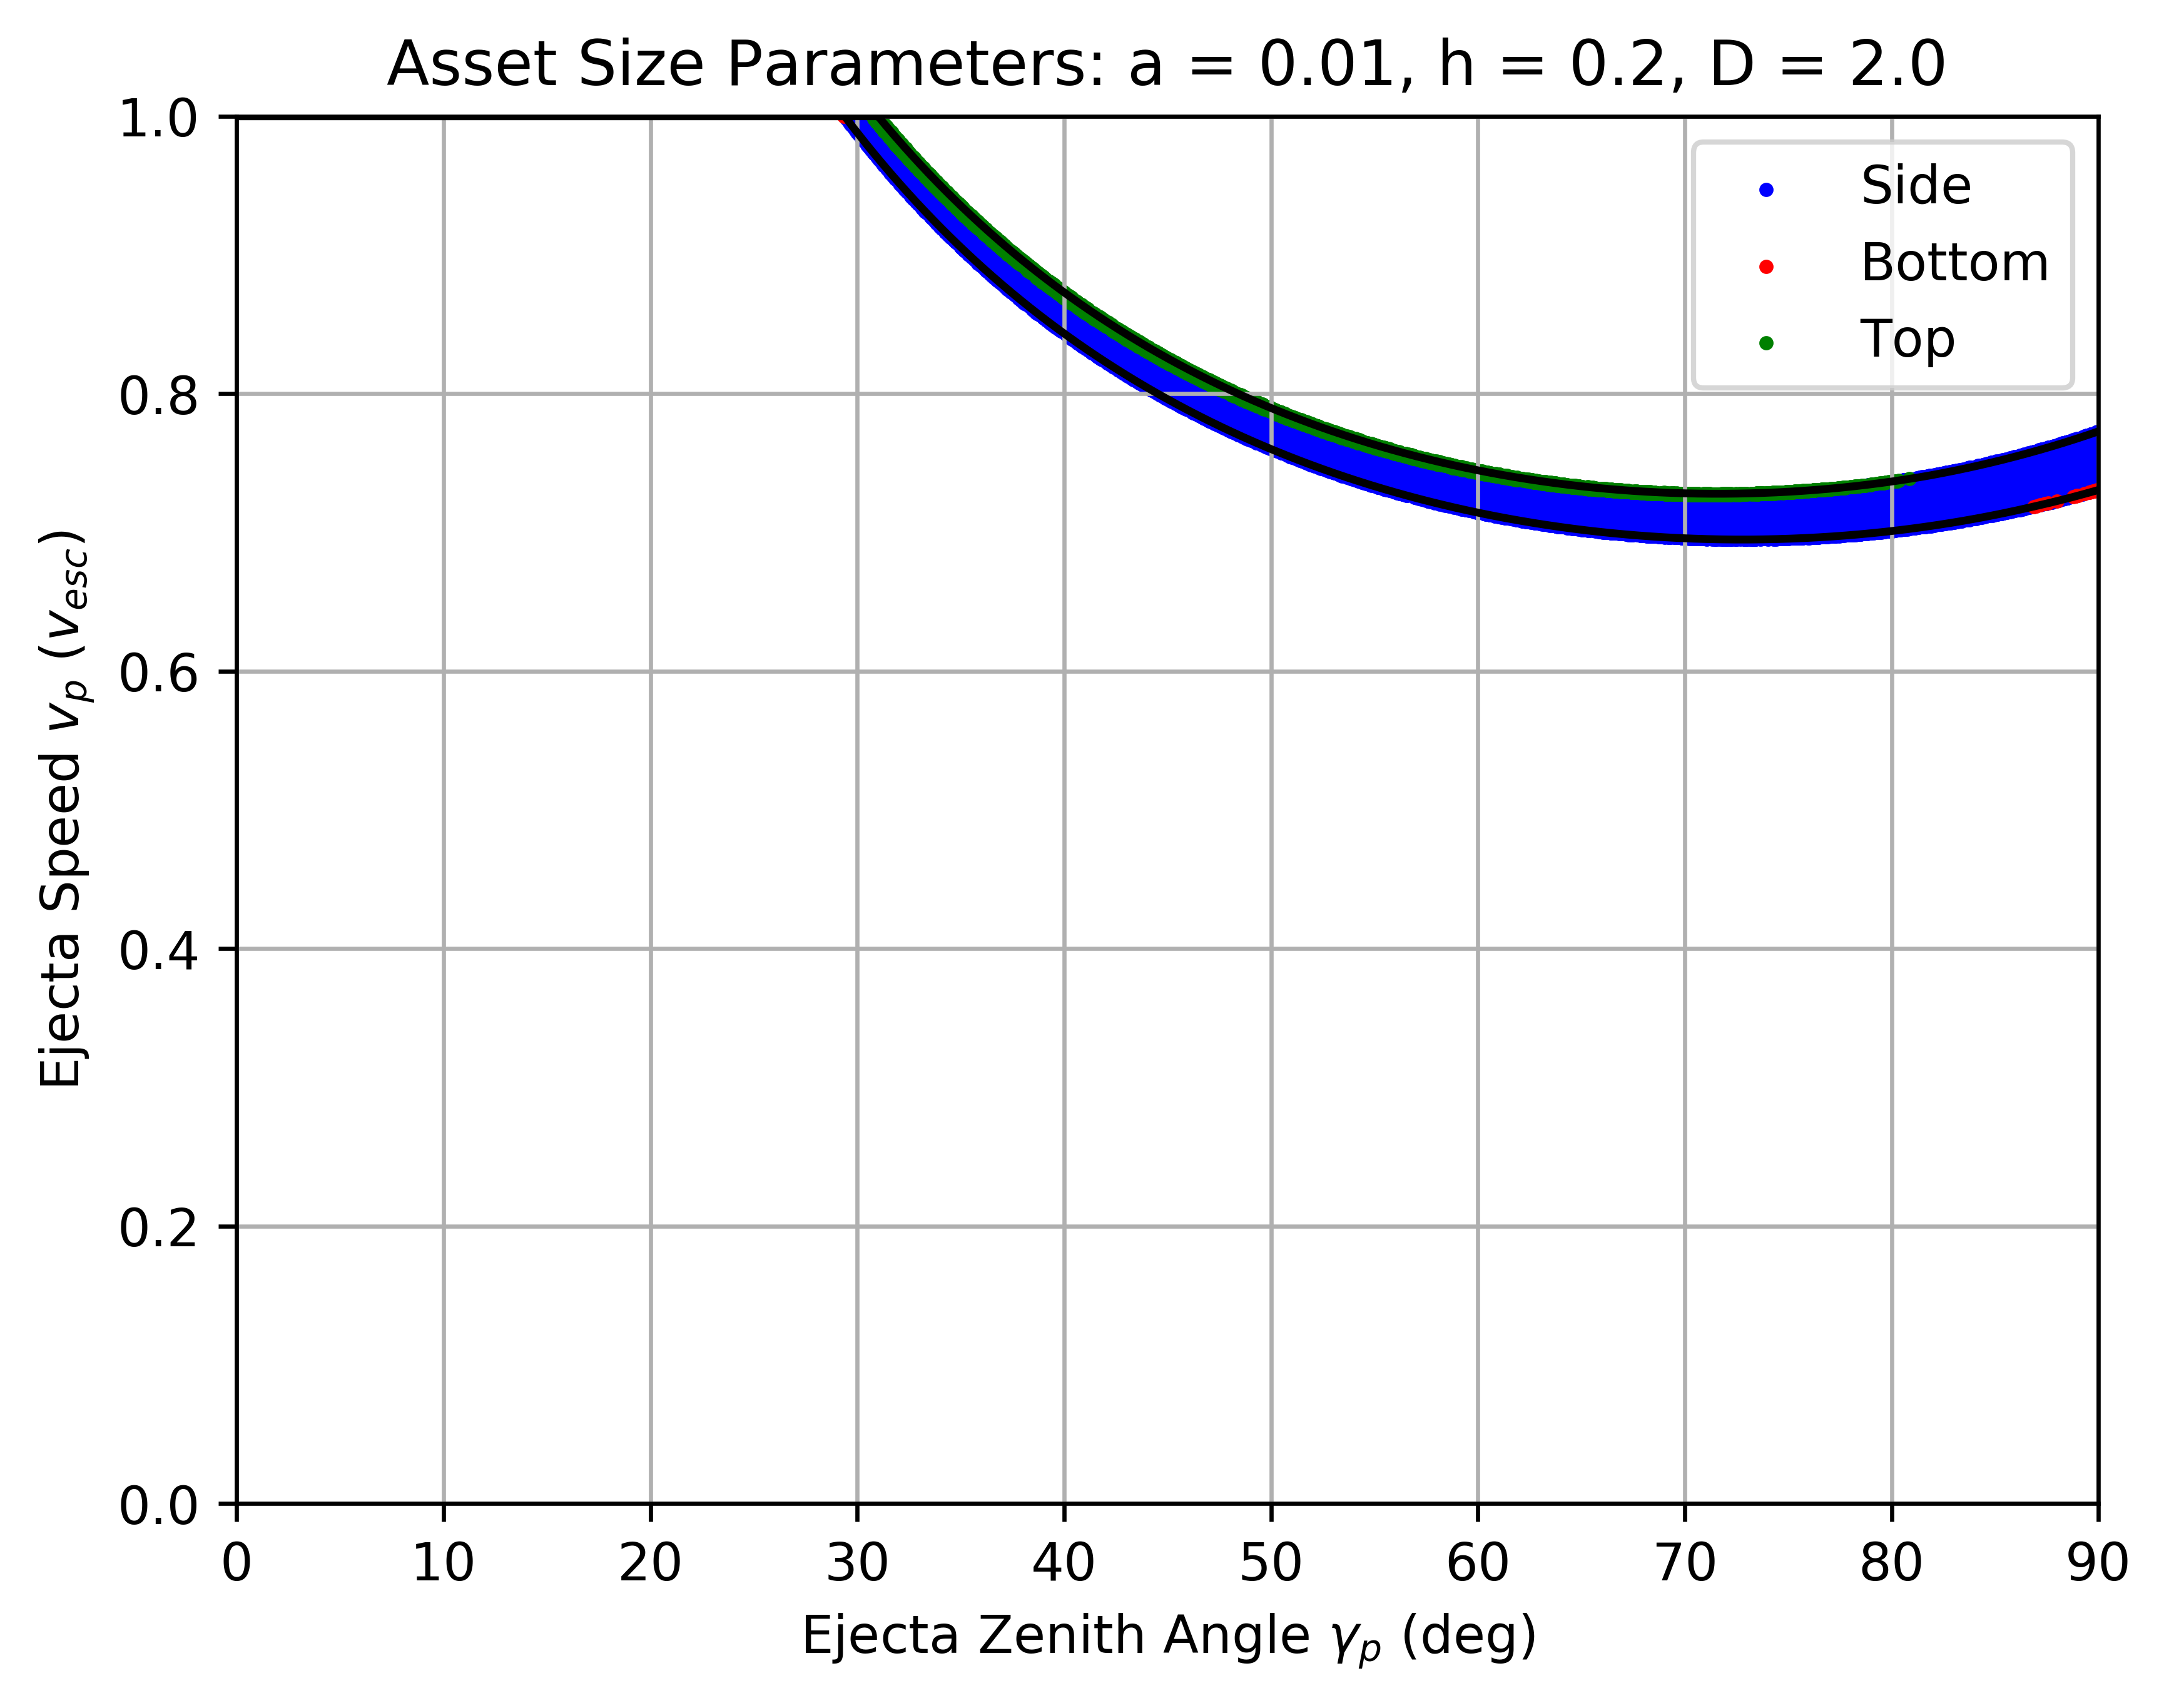 Asset Size Parameters: a = 0.01, h = 0.2, D = 2.0
1.0
0.8
0.6
0.4
0.2
0.0
Ejecta Speed v_p (v_esc)
Side
Bottom
Top
0 10 20 30 40 50 60 70 80 90
Ejecta Zenith Angle γ_p (deg)